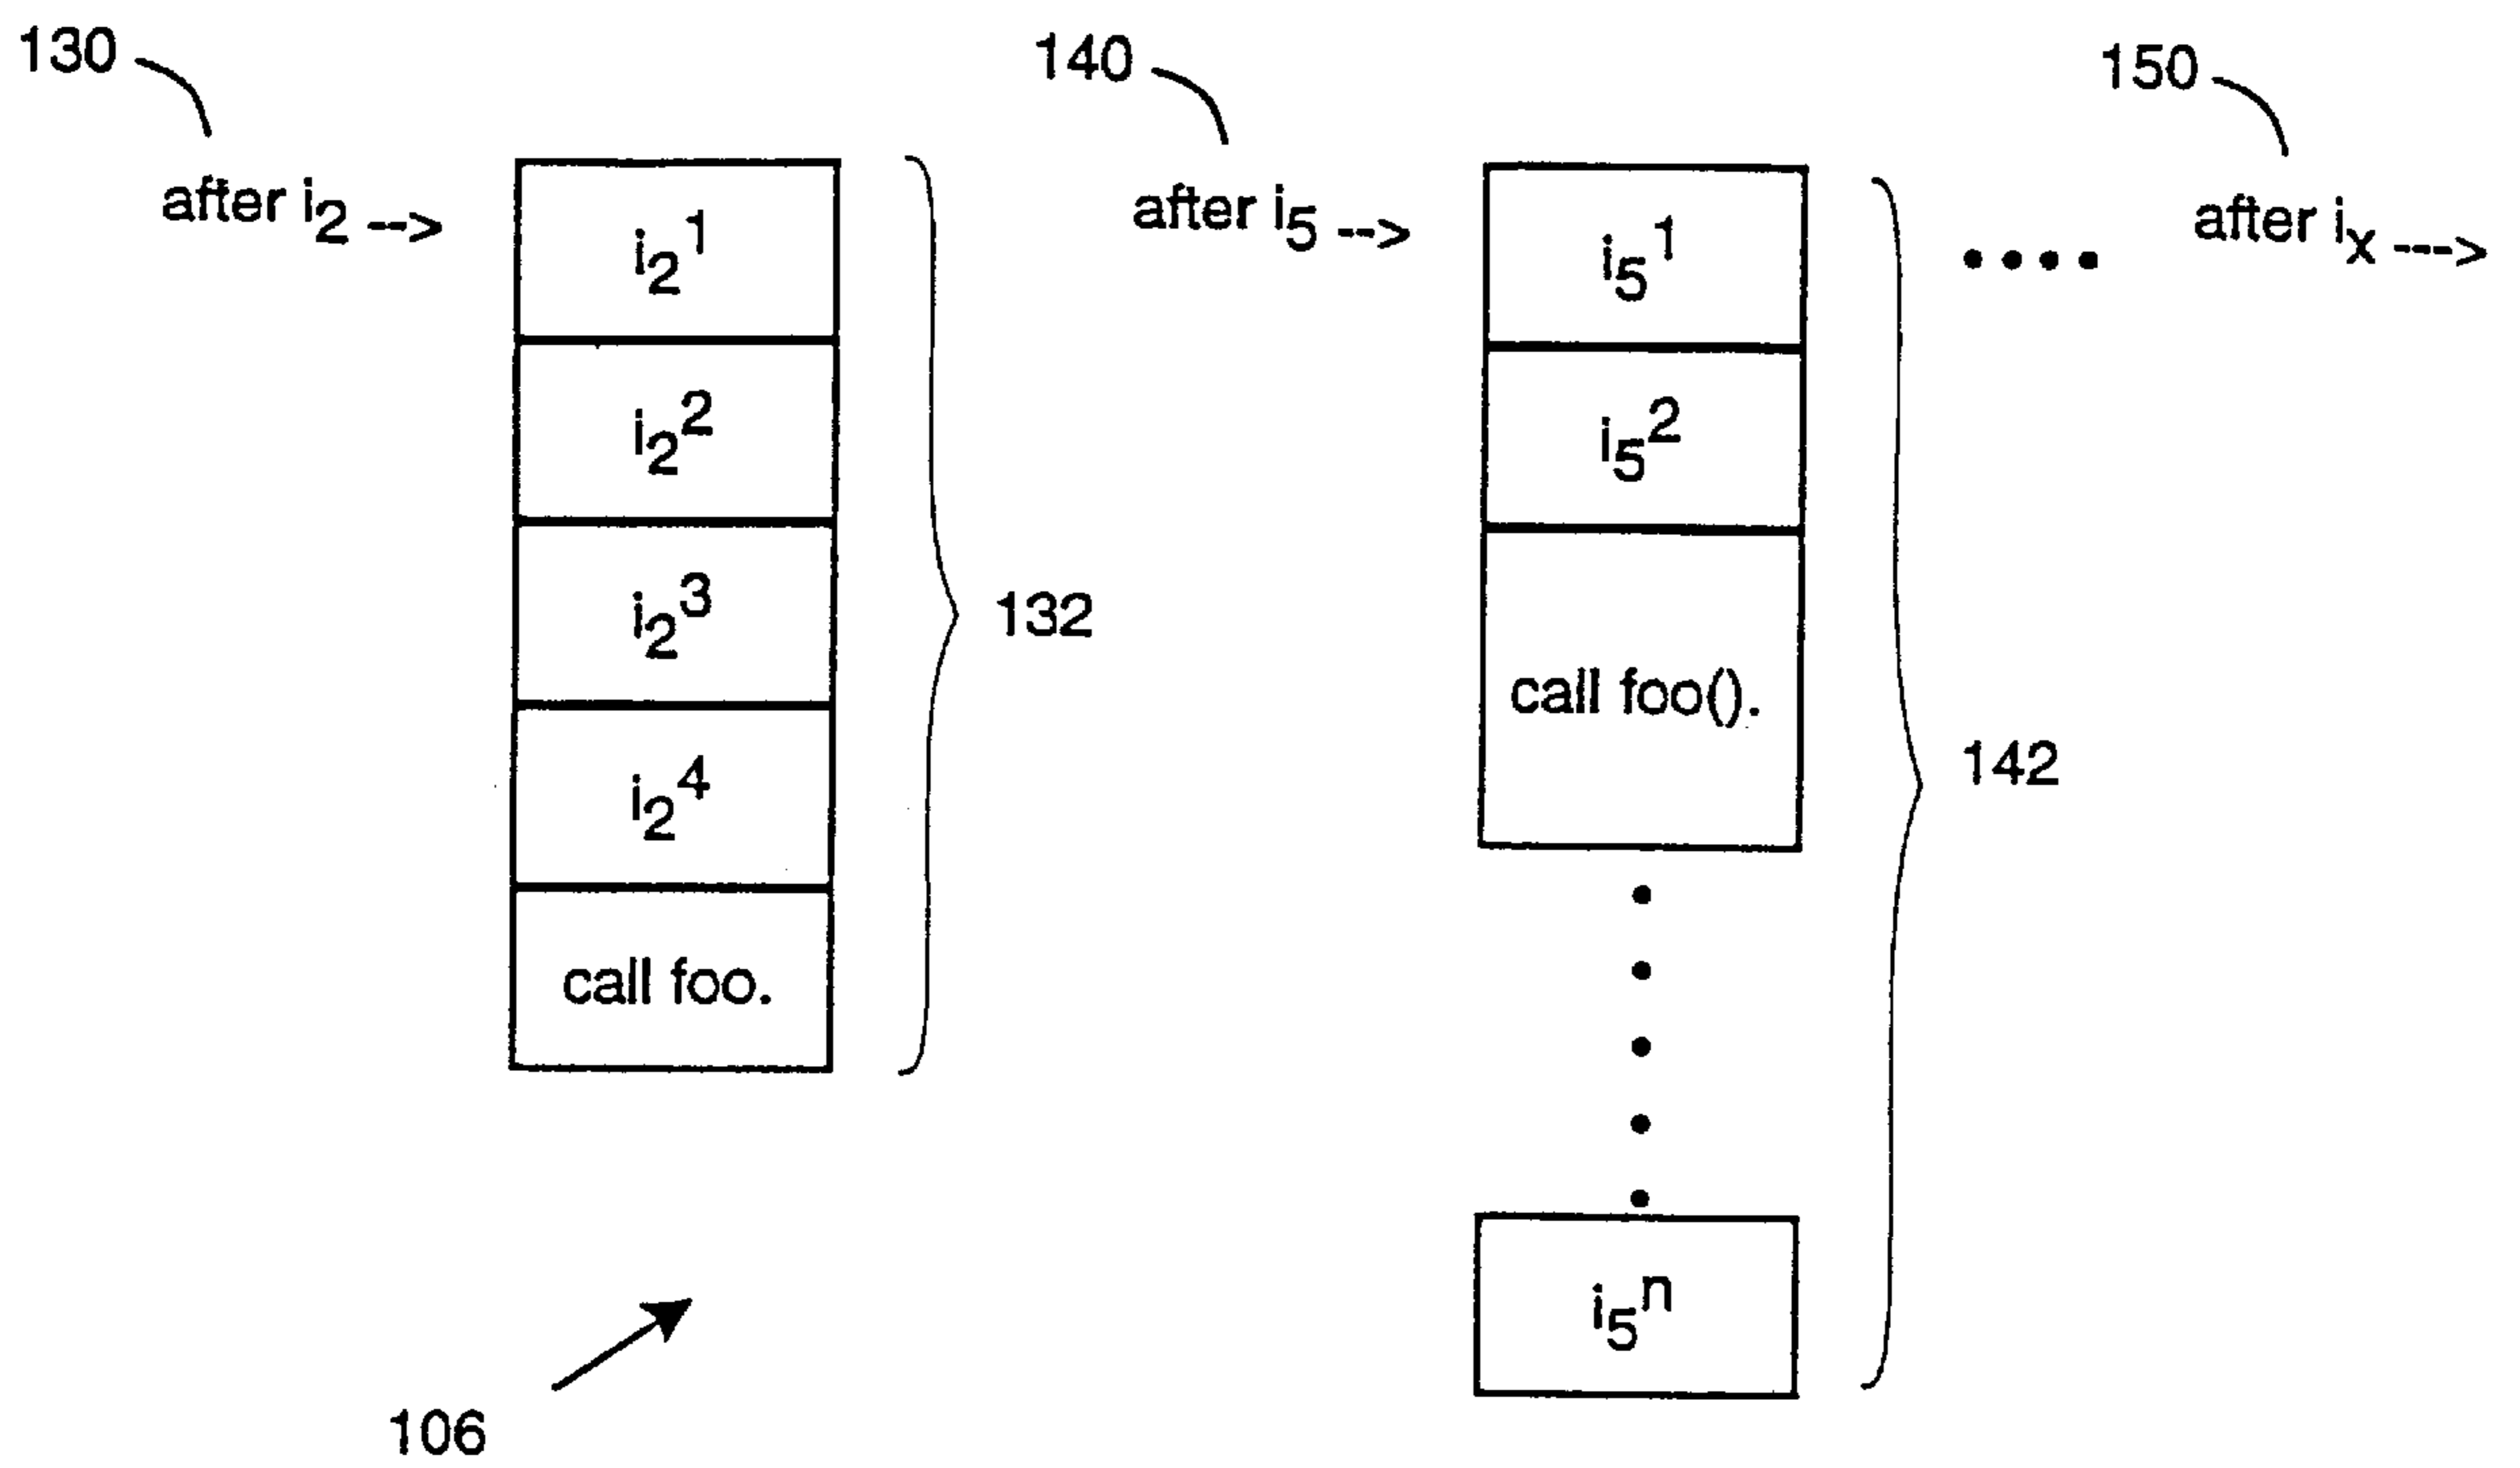 130
140
150
after i2 -->
after i5 -->
after ix --->
i2^1
i2^2
i2^3
i2^4
call foo.
132
i5^1
i5^2
call foo().
i5^n
142
106